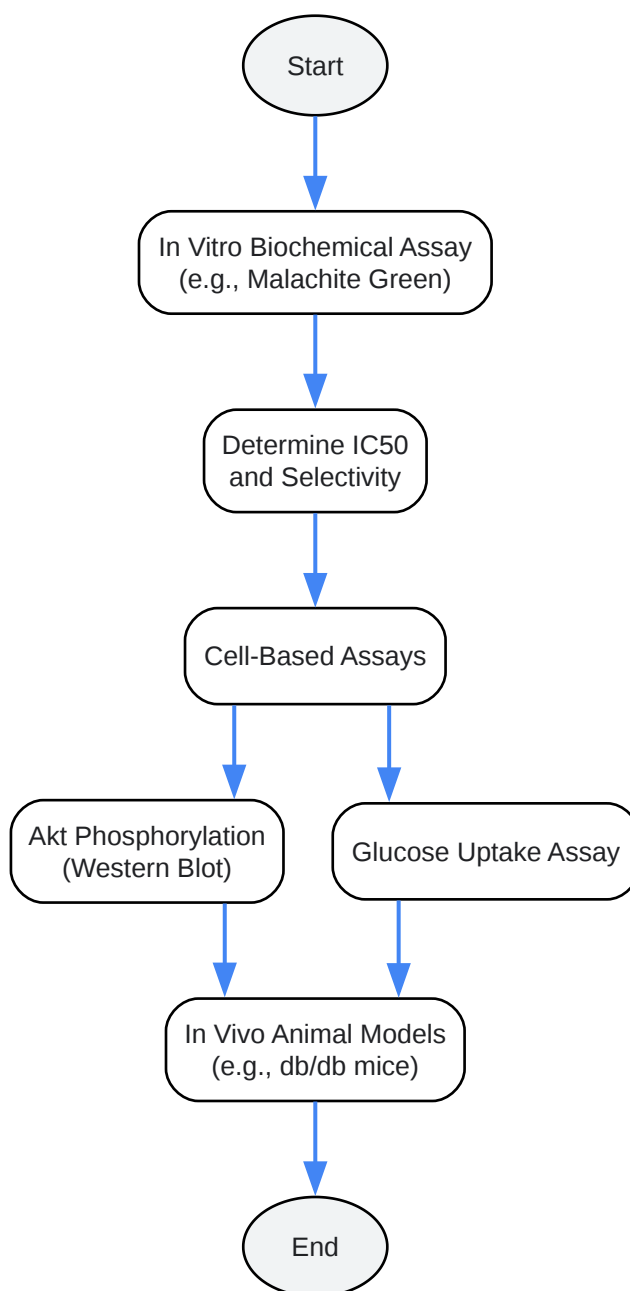 Start
In Vitro Biochemical Assay
(e.g., Malachite Green)
Determine IC50
and Selectivity
Cell-Based Assays
Akt Phosphorylation
(Western Blot)
Glucose Uptake Assay
In Vivo Animal Models
(e.g., db/db mice)
End